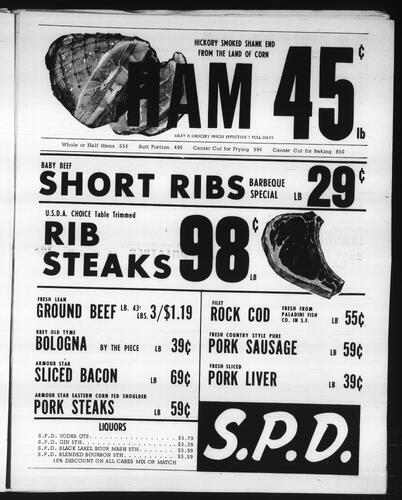 HICKORY SMOKED SHANK END
FROM THE LAND OF CORN
HAM 45¢ lb
MEAT & GROCERY PRICES EFFECTIVE 7 FULL DAYS
Whole or Half Hams 55¢ Butt Portion 49¢ Center Cut for Frying 99¢ Center Cut for Baking 85¢
BABY BEEF
SHORT RIBS BARBEQUE SPECIAL LB 29¢
U.S.D.A. CHOICE Table Trimmed
RIB
STEAKS 98¢ LB
FRESH LEAN
GROUND BEEF LB. 43¢ 3 LBS./$1.19
KREY OLD TYME
BOLOGNA BY THE PIECE LB 39¢
ARMOUR STAR
SLICED BACON LB 69¢
ARMOUR STAR EASTERN CORN FED SHOULDER
PORK STEAKS LB 59¢
FILET
ROCK COD FRESH FROM PALADINI FISH CO. IN S.F. LB 55¢
FRESH COUNTRY STYLE PURE
PORK SAUSAGE LB 59¢
FRESH SLICED
PORK LIVER LB 39¢
LIQUORS
S.P.D. VODKA QTS. $3.79
S.P.D. GIN 5TH $3.39
S.P.D. BLACK LABEL SOUR MASH 5TH $3.99
S.P.D. BLENDED BOURBON 5TH $3.59
10% DISCOUNT ON ALL CASES MIX OR MATCH
S.P.D.